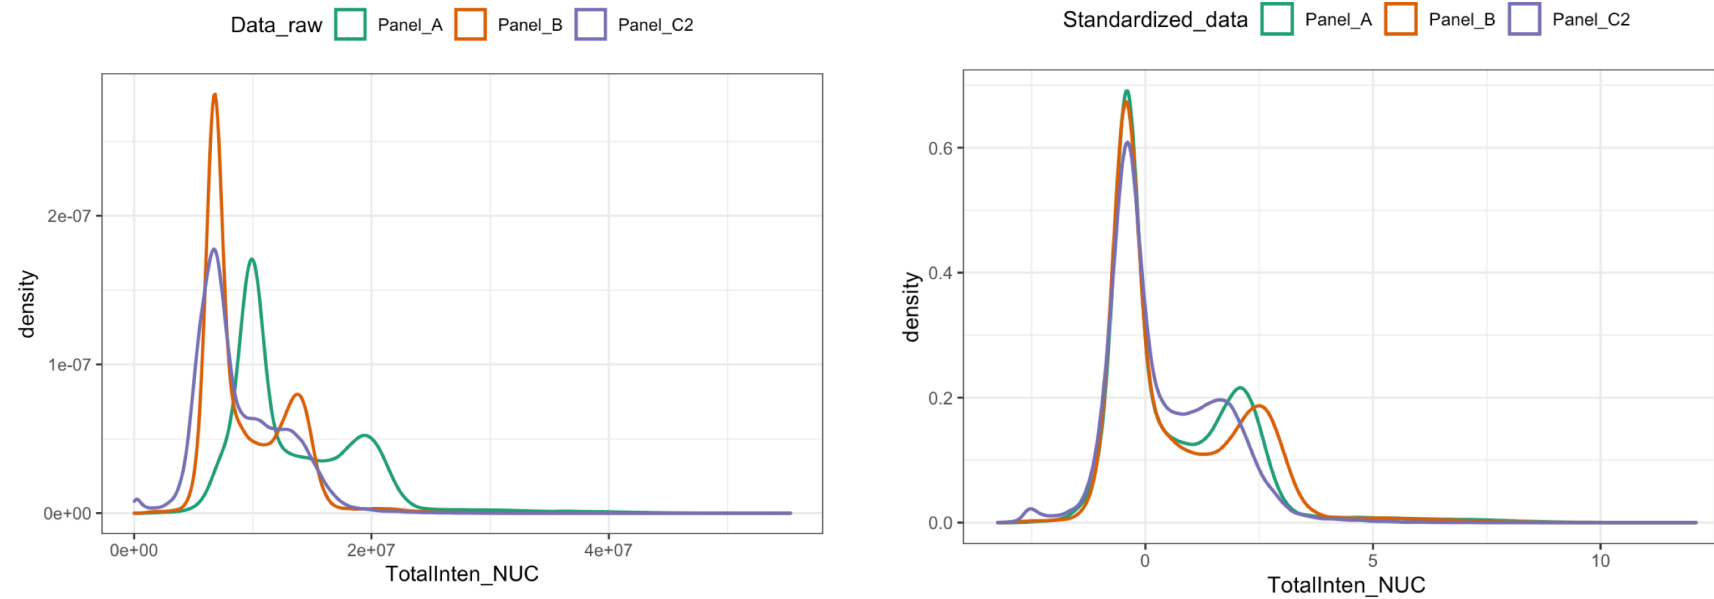 Data_raw Panel_A Panel_B Panel_C2
density
2e-07
1e-07
0e+00
0e+00 2e+07 4e+07
TotalInten_NUC
Standardized_data Panel_A Panel_B Panel_C2
density
0.6
0.4
0.2
0.0
0 5 10
TotalInten_NUC